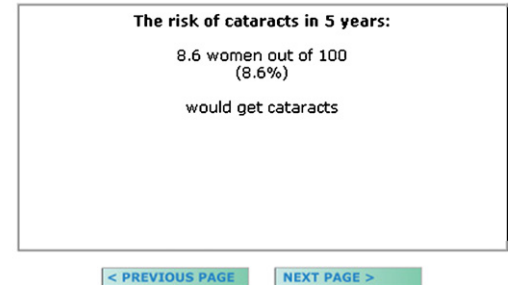 The risk of cataracts in 5 years:
8.6 women out of 100
(8.6%)
would get cataracts
< PREVIOUS PAGE
NEXT PAGE >